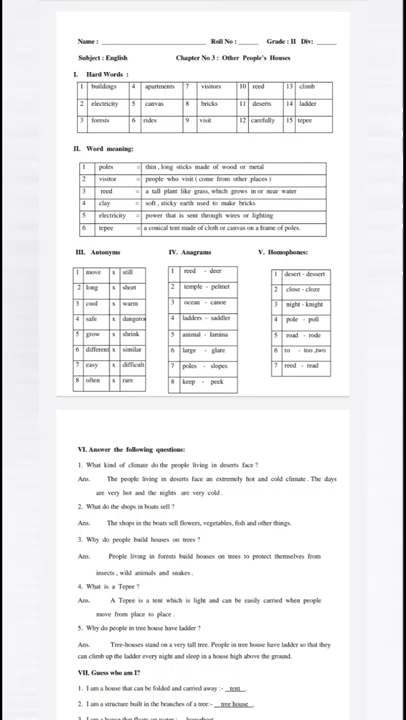 Name : ______ Roll No : ______ Grade : II Div: ______
Subject : English Chapter No 3 : Other People's Houses
I. Hard Words :
1 buildings 4 apartments 7 visitors 10 reed 13 climb
2 electricity 5 canvas 8 bricks 11 deserts 14 ladder
3 forests 6 rides 9 visit 12 carefully 15 tepee
II. Word meaning:
1 poles = thin , long sticks made of wood or metal
2 visitor = people who visit ( come from other places )
3 reed = a tall plant like grass, which grows in or near water
4 clay = soft , sticky earth used to make bricks
5 electricity = power that is sent through wires or lighting
6 tepee = a conical tent made of cloth or canvas on a frame of poles.
III. Antonyms IV. Anagrams V. Homophones:
1 move x still
2 long x short
3 cool x warm
4 safe x dangero
5 grow x shrink
6 different x similar
7 easy x difficult
8 often x rare
1 reed - deer
2 temple - pelmet
3 ocean - canoe
4 ladders - saddler
5 animal - lamina
6 large - glare
7 poles - slopes
8 keep - peek
1 desert - dessert
2 close - cloze
3 night - knight
4 pole - poll
5 road - rode
6 to - too ,two
7 reed - read
VI. Answer the following questions:
1. What kind of climate do the people living in deserts face ?
Ans. The people living in deserts face an extremely hot and cold climate . The days
are very hot and the nights are very cold .
2. What do the shops in boats sell ?
Ans. The shops in the boats sell flowers, vegetables, fish and other things.
3. Why do people build houses on trees ?
Ans. People living in forests build houses on trees to protect themselves from
insects , wild animals and snakes .
4. What is a Tepee ?
Ans. A Tepee is a tent which is light and can be easily carried when people
move from place to place .
5. Why do people in tree house have ladder ?
Ans. Tree-houses stand on a very tall tree. People in tree house have ladder so that they
can climb up the ladder every night and sleep in a house high above the ground.
VII. Guess who am I?
1. I am a house that can be folded and carried away :- __tent__.
2. I am a structure built in the branches of a tree:- __tree house__.